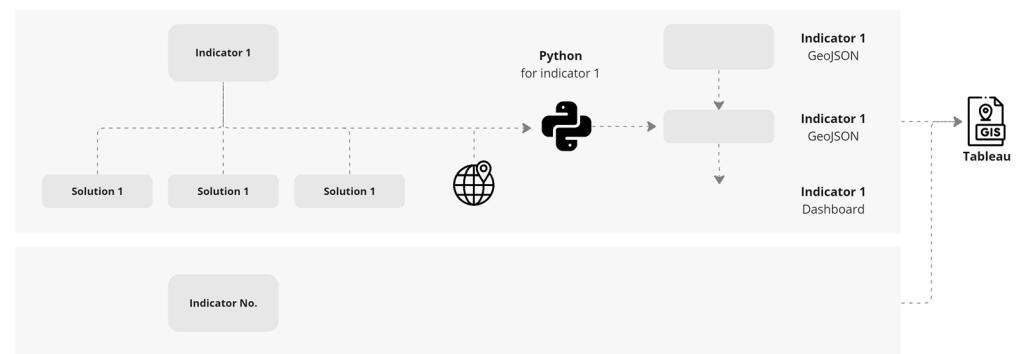 Indicator 1
Python
for indicator 1
Indicator 1
GeoJSON
Indicator 1
GeoJSON
GIS
Tableau
Solution 1
Solution 1
Solution 1
Indicator 1
Dashboard
Indicator No.